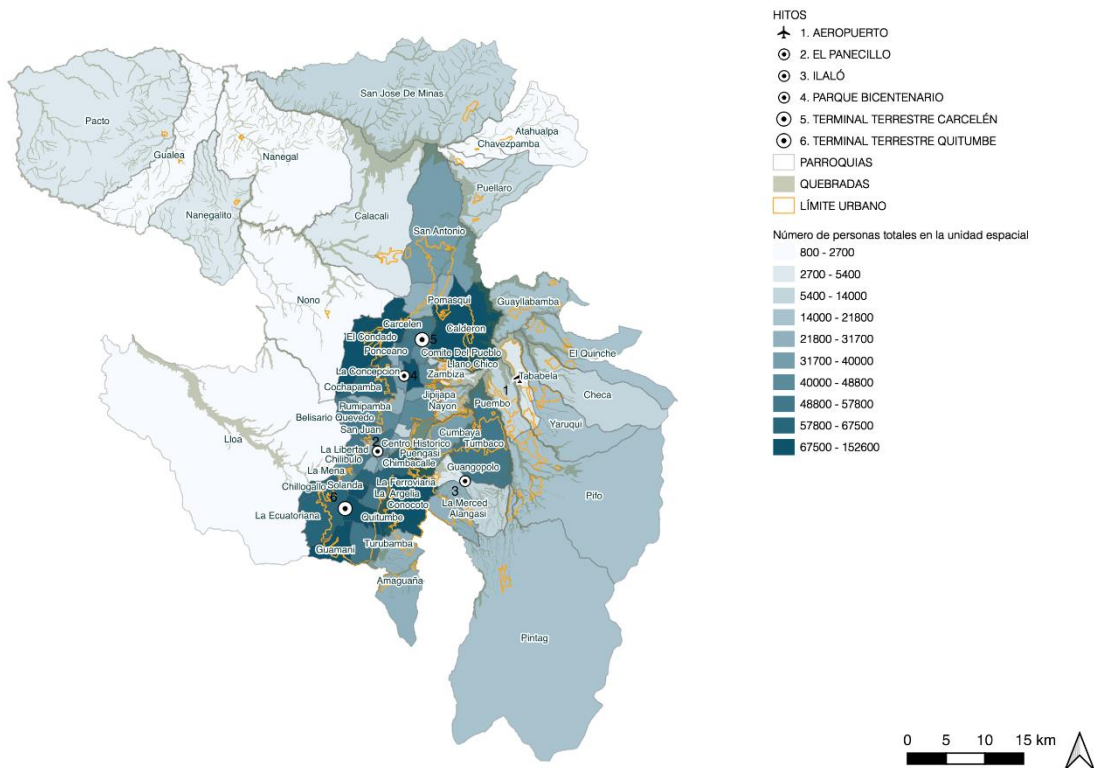 HITOS
1. AEROPUERTO
2. EL PANECILLO
3. ILALÓ
4. PARQUE BICENTENARIO
5. TERMINAL TERRESTRE CARCELÉN
6. TERMINAL TERRESTRE QUITUMBE
PARROQUIAS
QUEBRADAS
LÍMITE URBANO
Número de personas totales en la unidad espacial
800 - 2700
2700 - 5400
5400 - 14000
14000 - 21800
21800 - 31700
31700 - 40000
40000 - 48800
48800 - 57800
57800 - 67500
67500 - 152600
San Jose De Minas
Pacto
Atahualpa
Chavezpamba
Gualea
Nanegal
Puellaro
Nanegalito
Calacali
San Antonio
Nono
Pomasqui
Guayllabamba
Carcelen
Calderon
El Condado
5
Ponceano
Comite Del Pueblo
El Quinche
Llano Chico
La Concepcion
4
Zambiza
Tababela
Cochapamba
1
Checa
Jipijapa
Rumipamba
Nayon
Puembo
Belisario Quevedo
Yaruqui
San Juan
Cumbaya
Lloa
2
Centro Historico
Tumbaco
La Libertad
Puengasi
Chilibulo
Chimbacalle
La Mena
Guangopolo
Chillogallo
Solanda
La Ferroviaria
3
6
La Argelia
La Merced
Pifo
Conocoto
Alangasi
La Ecuatoriana
Quitumbe
Turubamba
Guamani
Amaguaña
Pintag
0 5 10 15 km